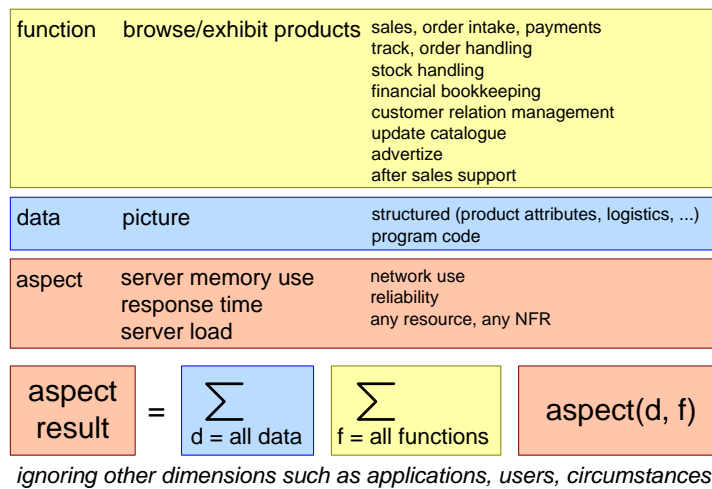 function browse/exhibit products sales, order intake, payments
track, order handling
stock handling
financial bookkeeping
customer relation management
update catalogue
advertize
after sales support
data picture structured (product attributes, logistics, ...)
program code
aspect server memory use network use
response time reliability
server load any resource, any NFR
aspect result = ∑ d = all data ∑ f = all functions aspect(d, f)
ignoring other dimensions such as applications, users, circumstances